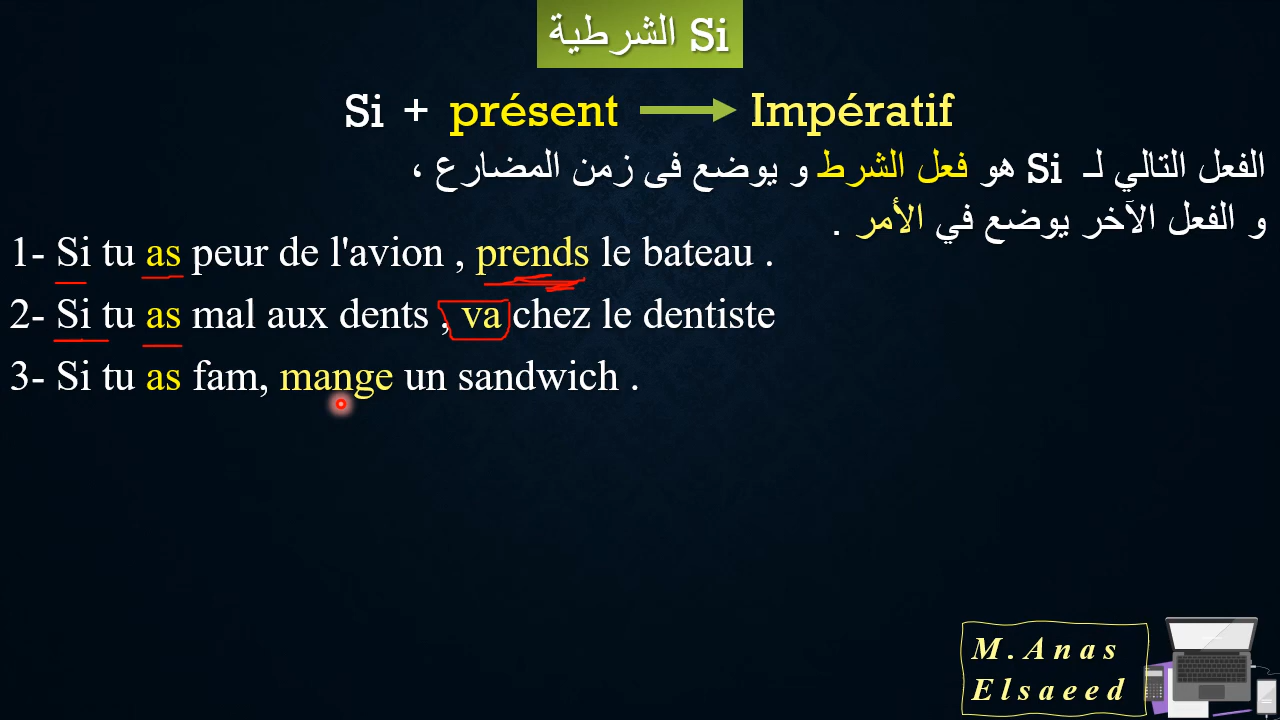 Si الشرطية
Si + présent Impératif
الفعل التالي لـ Si هو فعل الشرط و يوضع فى زمن المضارع ،
و الفعل الآخر يوضع في الأمر .
1- Si tu as peur de l'avion , prends le bateau .
2- Si tu as mal aux dents , va chez le dentiste
3- Si tu as fam, mange un sandwich .
M.Anas
Elsaeed